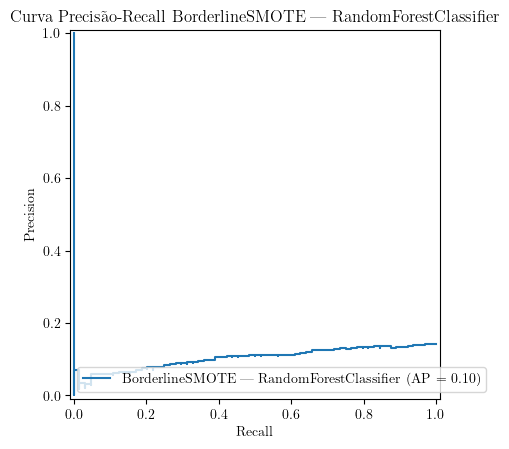 Curva Precisão-Recall BorderlineSMOTE — RandomForestClassifier
1.0
0.8
0.6
0.4
0.2
0.0
Precision
BorderlineSMOTE — RandomForestClassifier (AP = 0.10)
0.0 0.2 0.4 0.6 0.8 1.0
Recall